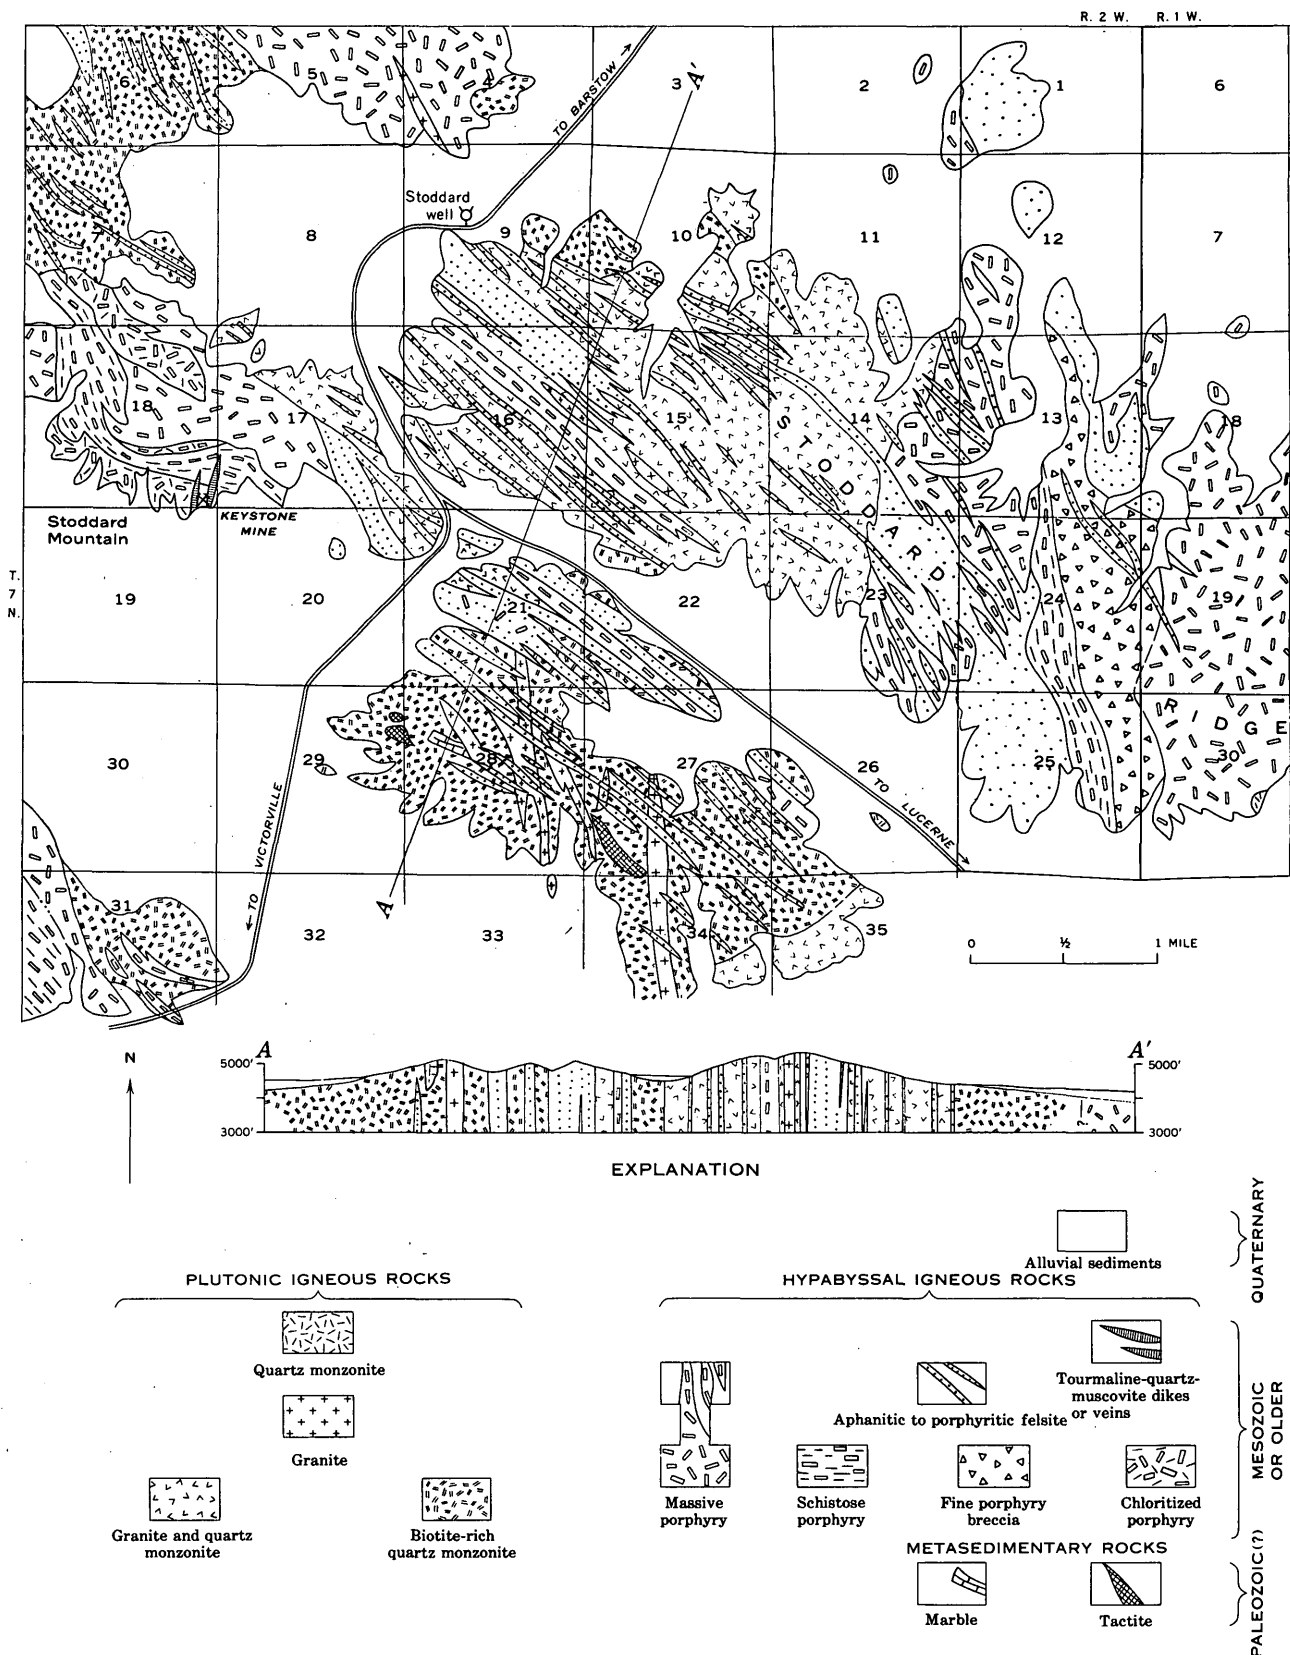 R. 2 W. R. 1 W.
6 5 4 3 2 1 6
TO BARSTOW
A'
Stoddard
well
7 8 9 10 11 12 7
18 17 16 15 14 13 18
STODDARD
KEYSTONE
MINE
Stoddard
Mountain
T.
7
N.
19 20 21 22 23 24 19
RIDGE
30 29 28 27 26 25 30
TO VICTORVILLE
TO LUCERNE
A
31 32 33 34 35
0 ½ 1 MILE
N
A A'
5000' 5000'
3000' 3000'
EXPLANATION
Alluvial sediments
QUATERNARY
PLUTONIC IGNEOUS ROCKS
HYPABYSSAL IGNEOUS ROCKS
Quartz monzonite
Granite
Granite and quartz
monzonite
Biotite-rich
quartz monzonite
Tourmaline-quartz-
muscovite dikes
or veins
Aphanitic to porphyritic felsite
Massive
porphyry
Schistose
porphyry
Fine porphyry
breccia
Chloritized
porphyry
MESOZOIC
OR OLDER
METASEDIMENTARY ROCKS
Marble
Tactite
PALEOZOIC(?)